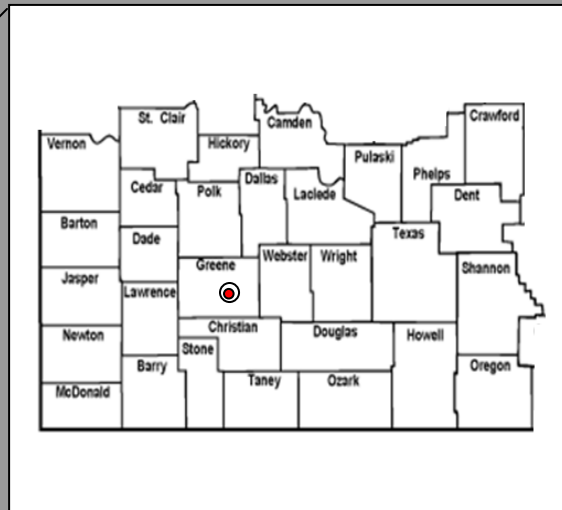 St. Clair
Camden
Crawford
Vernon
Hickory
Pulaski
Phelps
Cedar
Polk
Dallas
Laclede
Dent
Barton
Dade
Texas
Greene
Webster
Wright
Shannon
Jasper
Lawrence
Newton
Christian
Douglas
Howell
Stone
Barry
Oregon
McDonald
Taney
Ozark